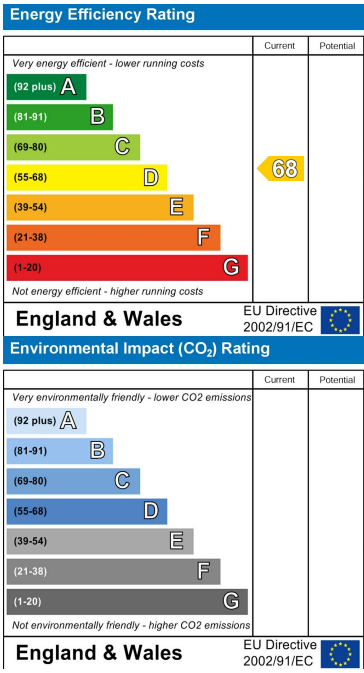 Energy Efficiency Rating
Current Potential
Very energy efficient - lower running costs
(92 plus) A
(81-91) B
(69-80) C
(55-68) D
68
(39-54) E
(21-38) F
(1-20) G
Not energy efficient - higher running costs
England & Wales
EU Directive
2002/91/EC
Environmental Impact (CO₂) Rating
Current Potential
Very environmentally friendly - lower CO2 emissions
(92 plus) A
(81-91) B
(69-80) C
(55-68) D
(39-54) E
(21-38) F
(1-20) G
Not environmentally friendly - higher CO2 emissions
England & Wales
EU Directive
2002/91/EC